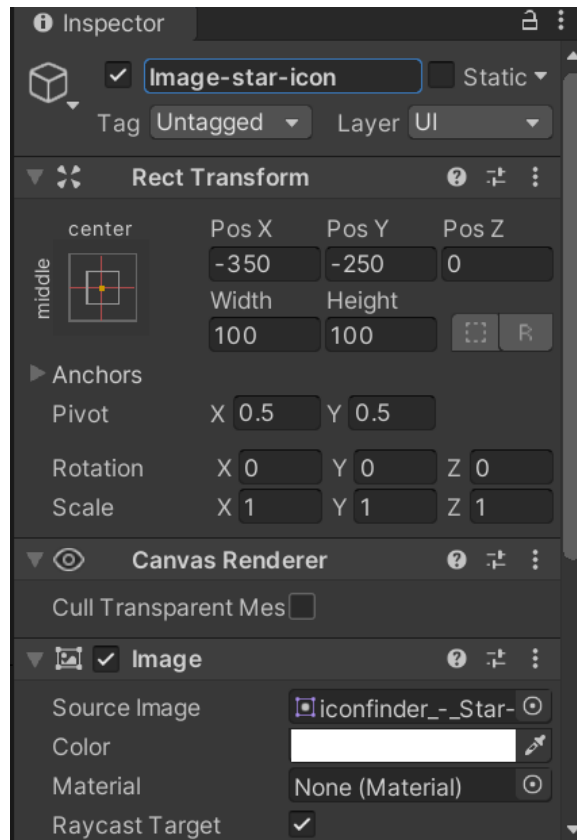 Inspector
Image-star-icon Static
Tag Untagged Layer UI
Rect Transform
center Pos X Pos Y Pos Z
middle -350 -250 0
Width Height
100 100 R
Anchors
Pivot X 0.5 Y 0.5
Rotation X 0 Y 0 Z 0
Scale X 1 Y 1 Z 1
Canvas Renderer
Cull Transparent Mes
Image
Source Image iconfinder_-_Star-
Color
Material None (Material)
Raycast Target